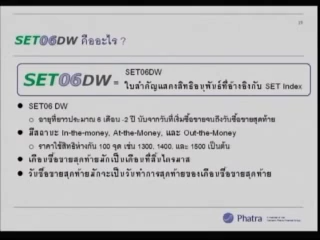 SET06DW คืออะไร ?
SET06DW = SET06DW
ใบสำคัญแสดงสิทธิอนุพันธ์ที่อ้างอิงกับ SET Index
SET06 DW
อายุที่ยาวประมาณ 6 เดือน -2 ปี นับจากวันที่เริ่มซื้อขายจนถึงวันซื้อขายสุดท้าย
มีสถานะ In-the-money, At-the-Money, และ Out-the-Money
ราคาใช้สิทธิห่างกัน 100 จุด เช่น 1300, 1400, และ 1500 เป็นต้น
เดือนซื้อขายสุดท้ายมักเป็นเดือนที่สิ้นไตรมาส
วันซื้อขายสุดท้ายมักจะเป็นวันทำการสุดท้ายของเดือนซื้อขายสุดท้าย
Phatra